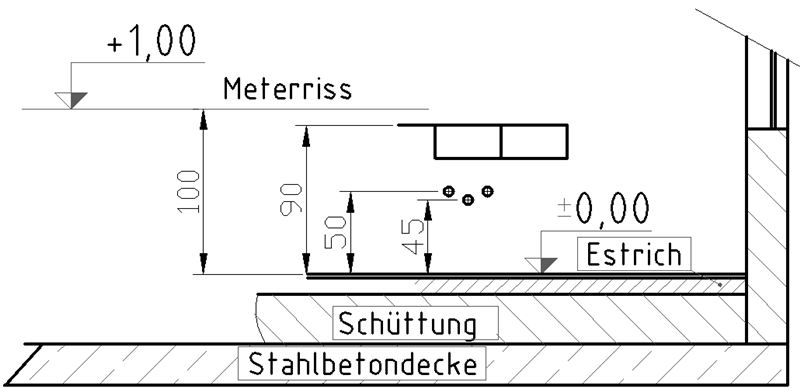 +1,00
Meterriss
100
90
50
45
±0,00
Estrich
Schüttung
Stahlbetondecke